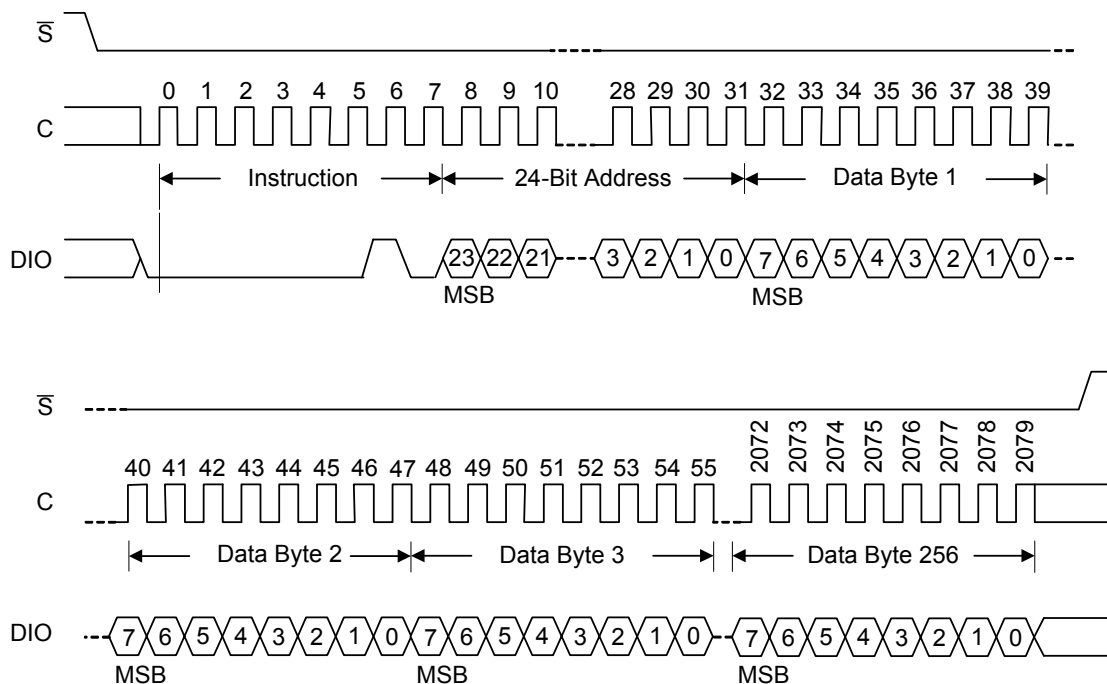 S̅
0 1 2 3 4 5 6 7 8 9 10 28 29 30 31 32 33 34 35 36 37 38 39
C
Instruction 24-Bit Address Data Byte 1
DIO 23 22 21 3 2 1 0 7 6 5 4 3 2 1 0
MSB MSB
S̅
40 41 42 43 44 45 46 47 48 49 50 51 52 53 54 55 2072 2073 2074 2075 2076 2077 2078 2079
C
Data Byte 2 Data Byte 3 Data Byte 256
DIO 7 6 5 4 3 2 1 0 7 6 5 4 3 2 1 0 7 6 5 4 3 2 1 0
MSB MSB MSB